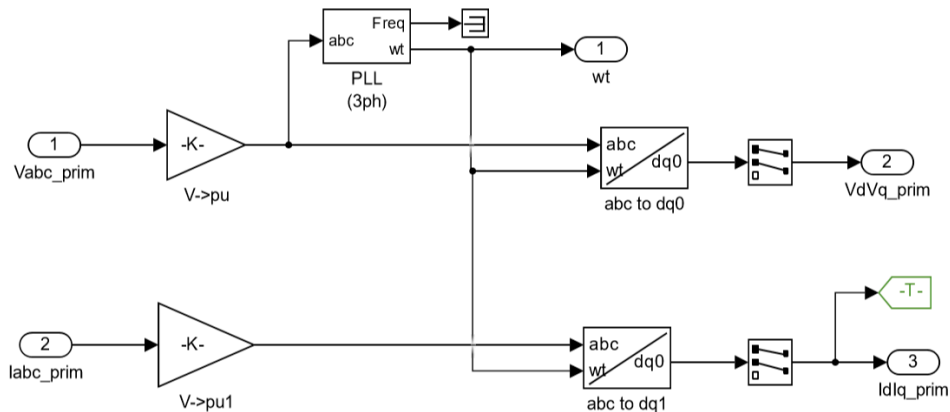 Freq
abc
wt
PLL
(3ph)
1
wt
1
Vabc_prim
-K-
V->pu
abc
wt
dq0
abc to dq0
2
VdVq_prim
-T-
2
Iabc_prim
-K-
V->pu1
abc
wt
dq0
abc to dq1
3
IdIq_prim